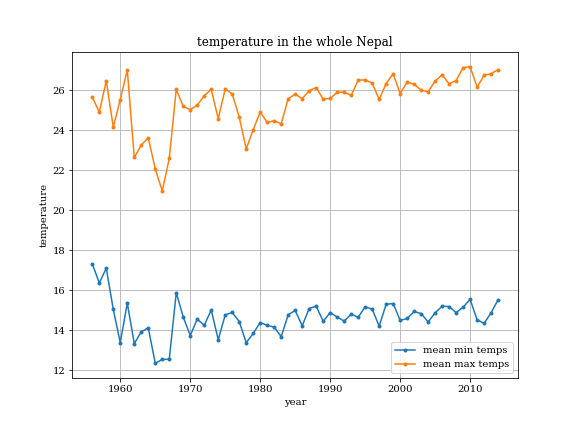 temperature in the whole Nepal
temperature
26
24
22
20
18
16
14
12
mean min temps
mean max temps
1960 1970 1980 1990 2000 2010
year